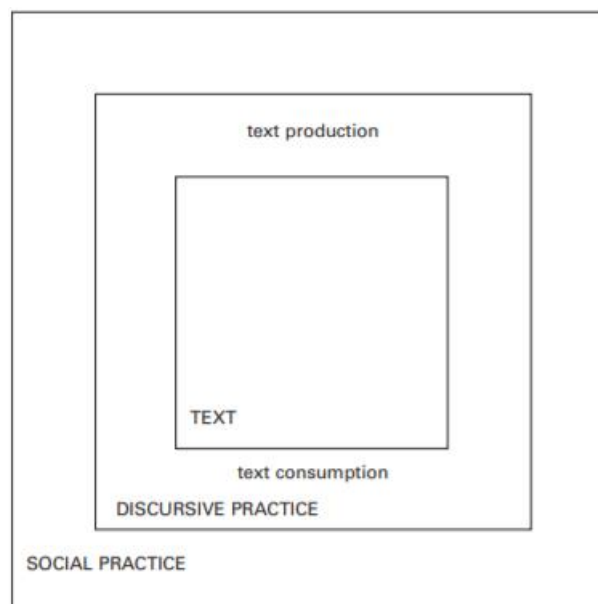 text production
TEXT
text consumption
DISCURSIVE PRACTICE
SOCIAL PRACTICE